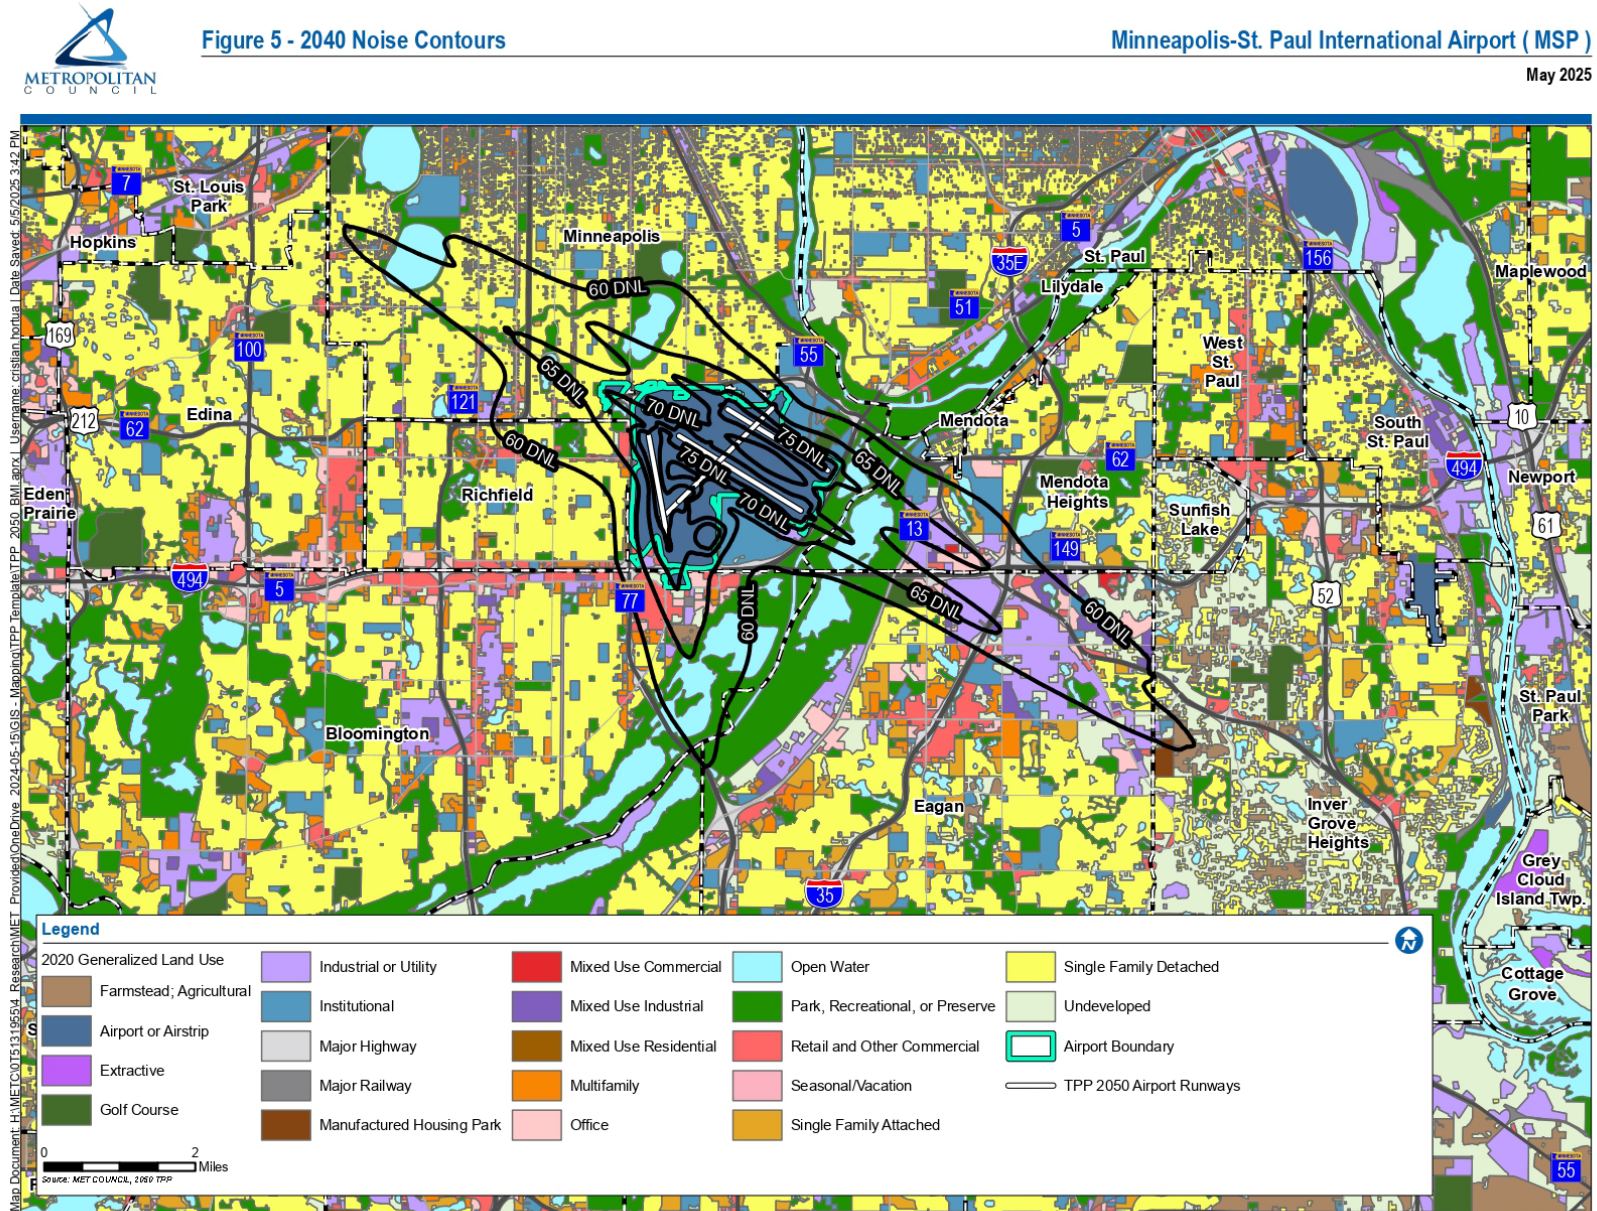 METROPOLITAN
COUNCIL
Figure 5 - 2040 Noise Contours
Minneapolis-St. Paul International Airport ( MSP )
May 2025
7
St. Louis
Park
Hopkins
Minneapolis
5
35E
St. Paul
156
Maplewood
Lilydale
60 DNL
51
169
100
55
West
St.
Paul
65 DNL
212
62
Edina
121
70 DNL
Mendota
10
South
St. Paul
75 DNL
60 DNL
75 DNL
65 DNL
62
494
Newport
Eden
Prairie
Richfield
Mendota
Heights
70 DNL
Sunfish
Lake
13
61
149
494
5
77
60 DNL
65 DNL
60 DNL
52
St. Paul
Park
Bloomington
Eagan
Inver
Grove
Heights
35
Grey
Cloud
Island Twp.
Cottage
Grove
55
Legend
N
2020 Generalized Land Use
Farmstead; Agricultural
Airport or Airstrip
Extractive
Golf Course
Industrial or Utility
Institutional
Major Highway
Major Railway
Manufactured Housing Park
Mixed Use Commercial
Mixed Use Industrial
Mixed Use Residential
Multifamily
Office
Open Water
Park, Recreational, or Preserve
Retail and Other Commercial
Seasonal/Vacation
Single Family Attached
Single Family Detached
Undeveloped
Airport Boundary
TPP 2050 Airport Runways
0 2
Miles
Source: MET COUNCIL, 2050 TPP